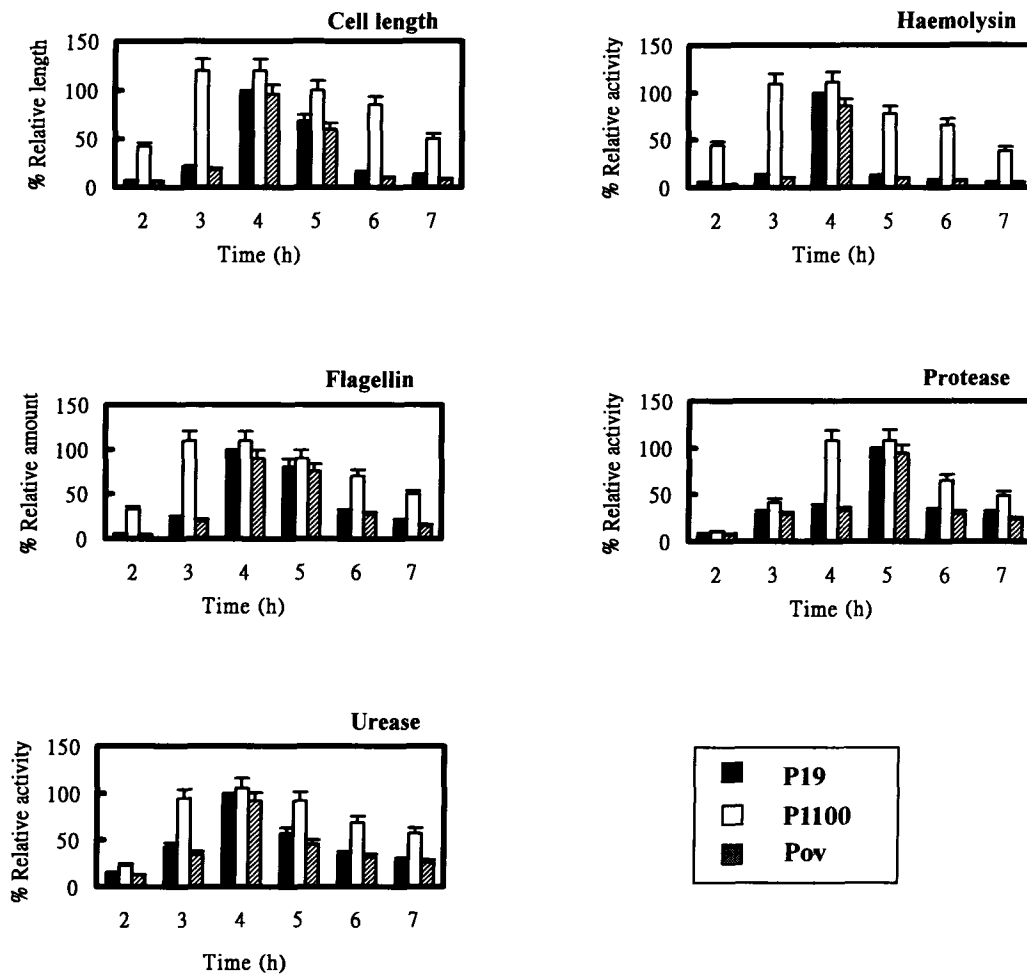 Cell length
% Relative length
150
100
50
0
2 3 4 5 6 7
Time (h)
Haemolysin
% Relative activity
150
100
50
0
2 3 4 5 6 7
Time (h)
Flagellin
% Relative amount
150
100
50
0
2 3 4 5 6 7
Time (h)
Protease
% Relative activity
150
100
50
0
2 3 4 5 6 7
Time (h)
Urease
% Relative activity
150
100
50
0
2 3 4 5 6 7
Time (h)
P19
P1100
Pov